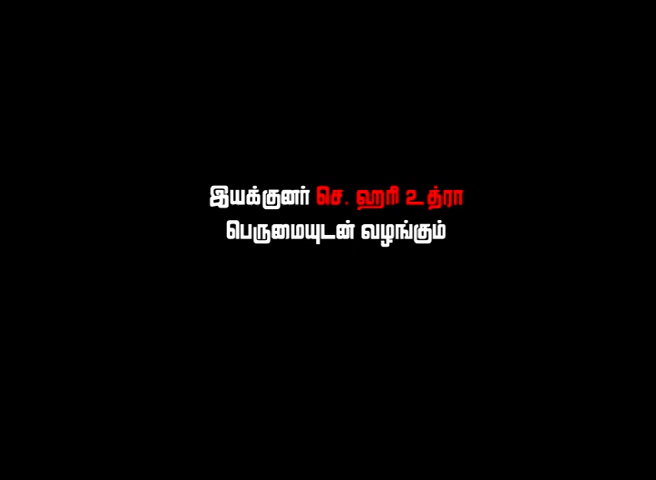 இயக்குனர் செ. ஹரி உத்ரா
பெருமையுடன் வழங்கும்